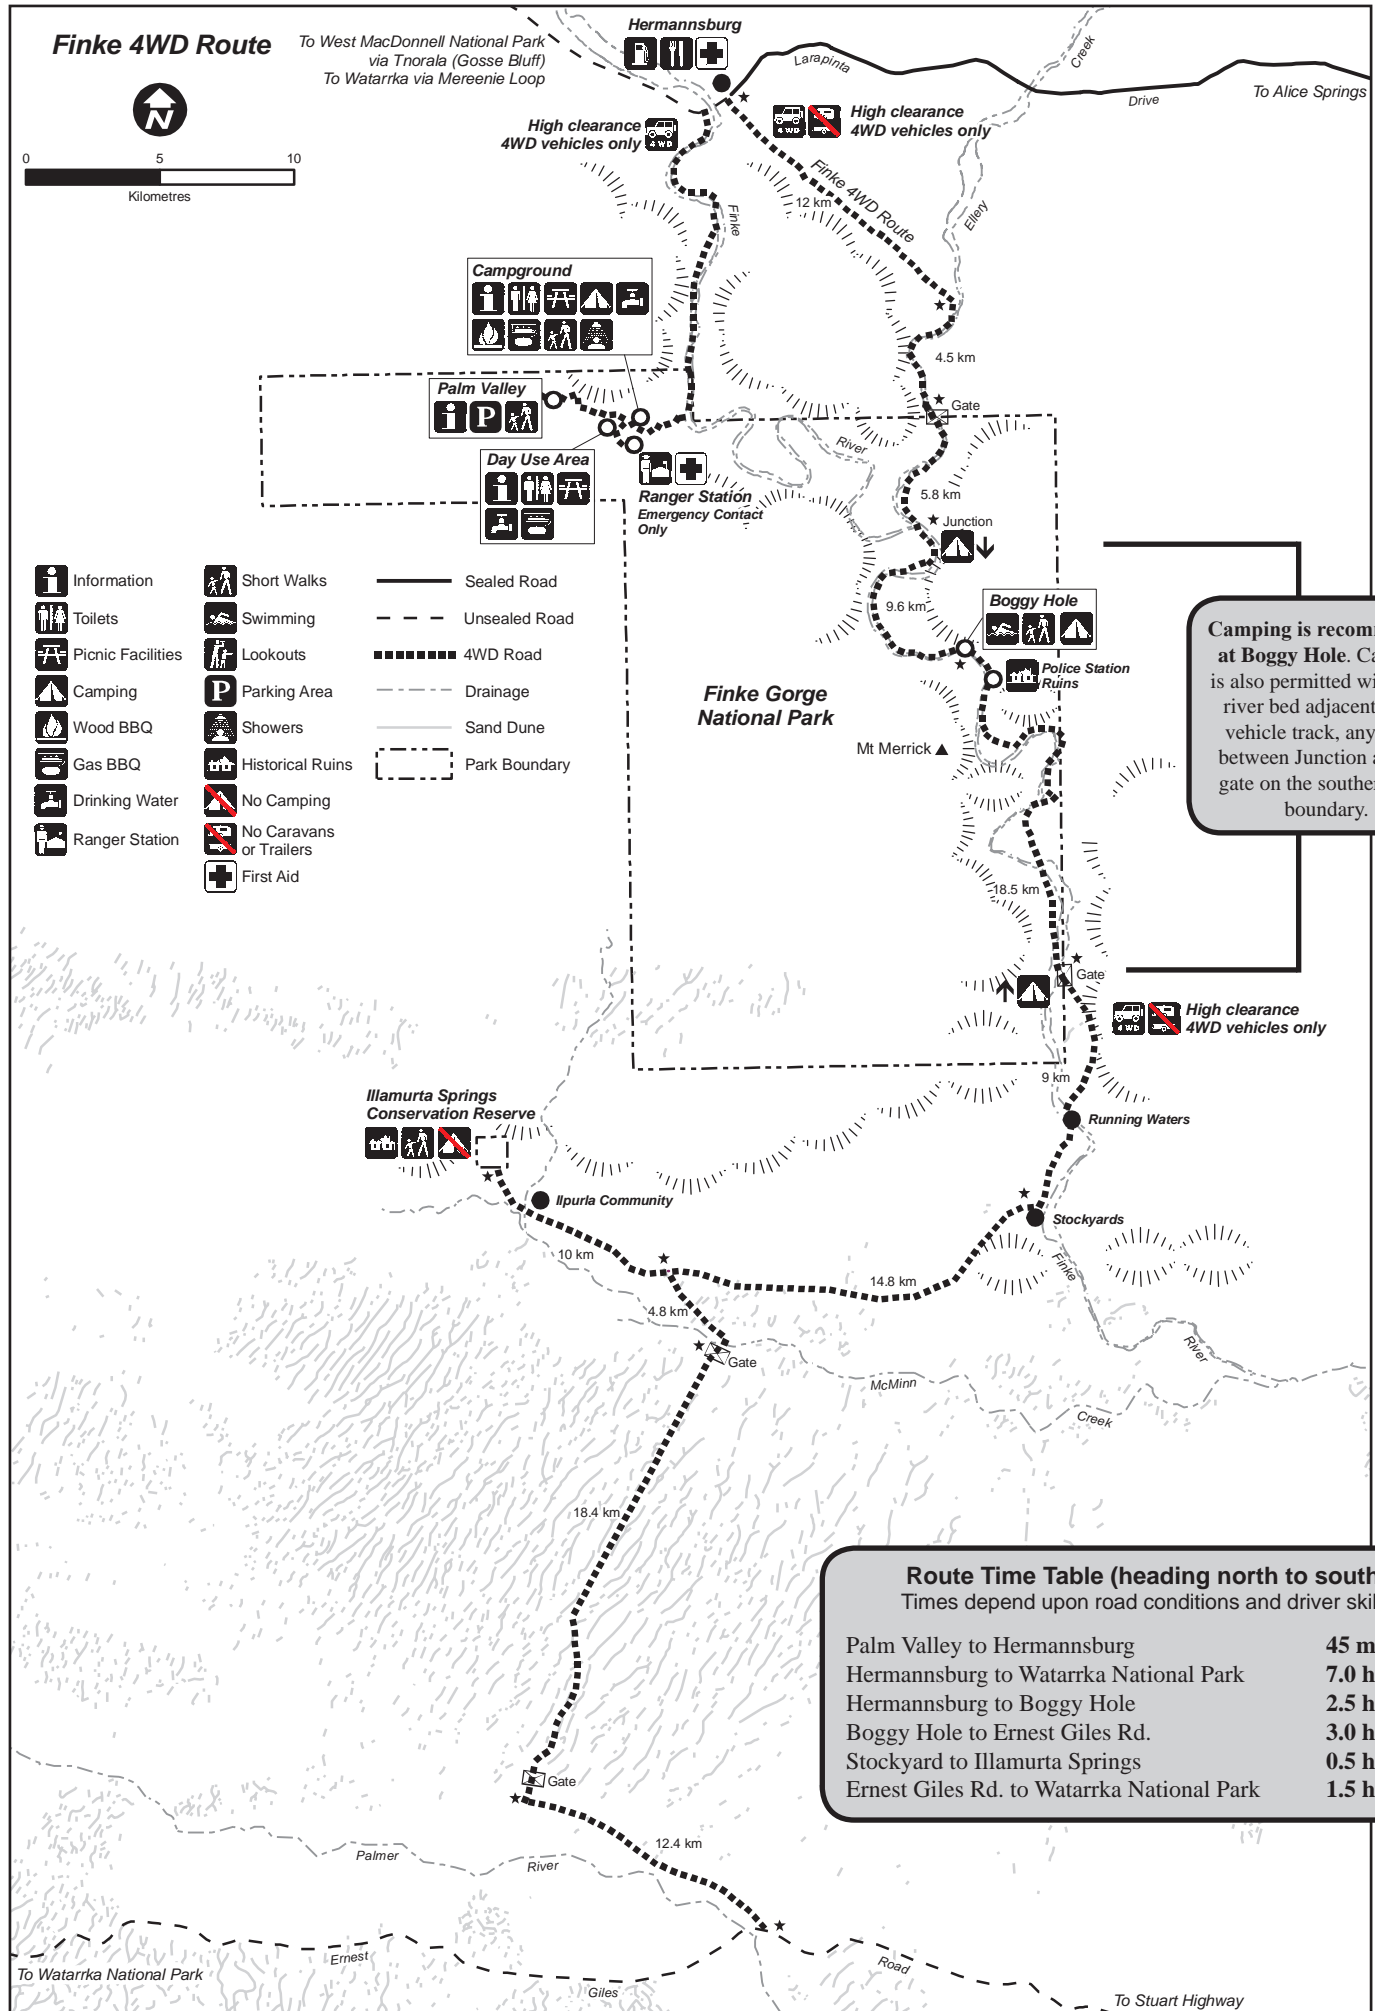 Finke 4WD Route
To West MacDonnell National Park
via Tnorala (Gosse Bluff)
To Watarrka via Mereenie Loop
Hermannsburg
Larapinta
Drive
Creek
To Alice Springs
N
0 5 10
Kilometres
High clearance
4WD vehicles only
4 WD
High clearance
4WD vehicles only
4 WD
Finke 4WD Route
12 km
Finke
Ellery
Campground
4.5 km
Gate
Palm Valley
P
Day Use Area
River
Ranger Station
Emergency Contact
Only
5.8 km
Junction
9.6 km
Boggy Hole
Police Station
Ruins
Finke Gorge
National Park
Mt Merrick
Information
Toilets
Picnic Facilities
Camping
Wood BBQ
Gas BBQ
Drinking Water
Ranger Station
Short Walks
Swimming
Lookouts
P Parking Area
Showers
Historical Ruins
No Camping
No Caravans
or Trailers
First Aid
Sealed Road
Unsealed Road
4WD Road
Drainage
Sand Dune
Park Boundary
Camping is recom
at Boggy Hole. Ca
is also permitted wi
river bed adjacent
vehicle track, any
between Junction a
gate on the souther
boundary.
18.5 km
Gate
4 WD
High clearance
4WD vehicles only
9 km
Running Waters
Illamurta Springs
Conservation Reserve
Ilpurla Community
Stockyards
10 km
14.8 km
Finke
River
4.8 km
Gate
McMinn
Creek
18.4 km
Route Time Table (heading north to south
Times depend upon road conditions and driver skil
Palm Valley to Hermannsburg 45 m
Hermannsburg to Watarrka National Park 7.0 h
Hermannsburg to Boggy Hole 2.5 h
Boggy Hole to Ernest Giles Rd. 3.0 h
Stockyard to Illamurta Springs 0.5 h
Ernest Giles Rd. to Watarrka National Park 1.5 h
Gate
12.4 km
Palmer
River
Ernest
Giles
Road
To Watarrka National Park
To Stuart Highway